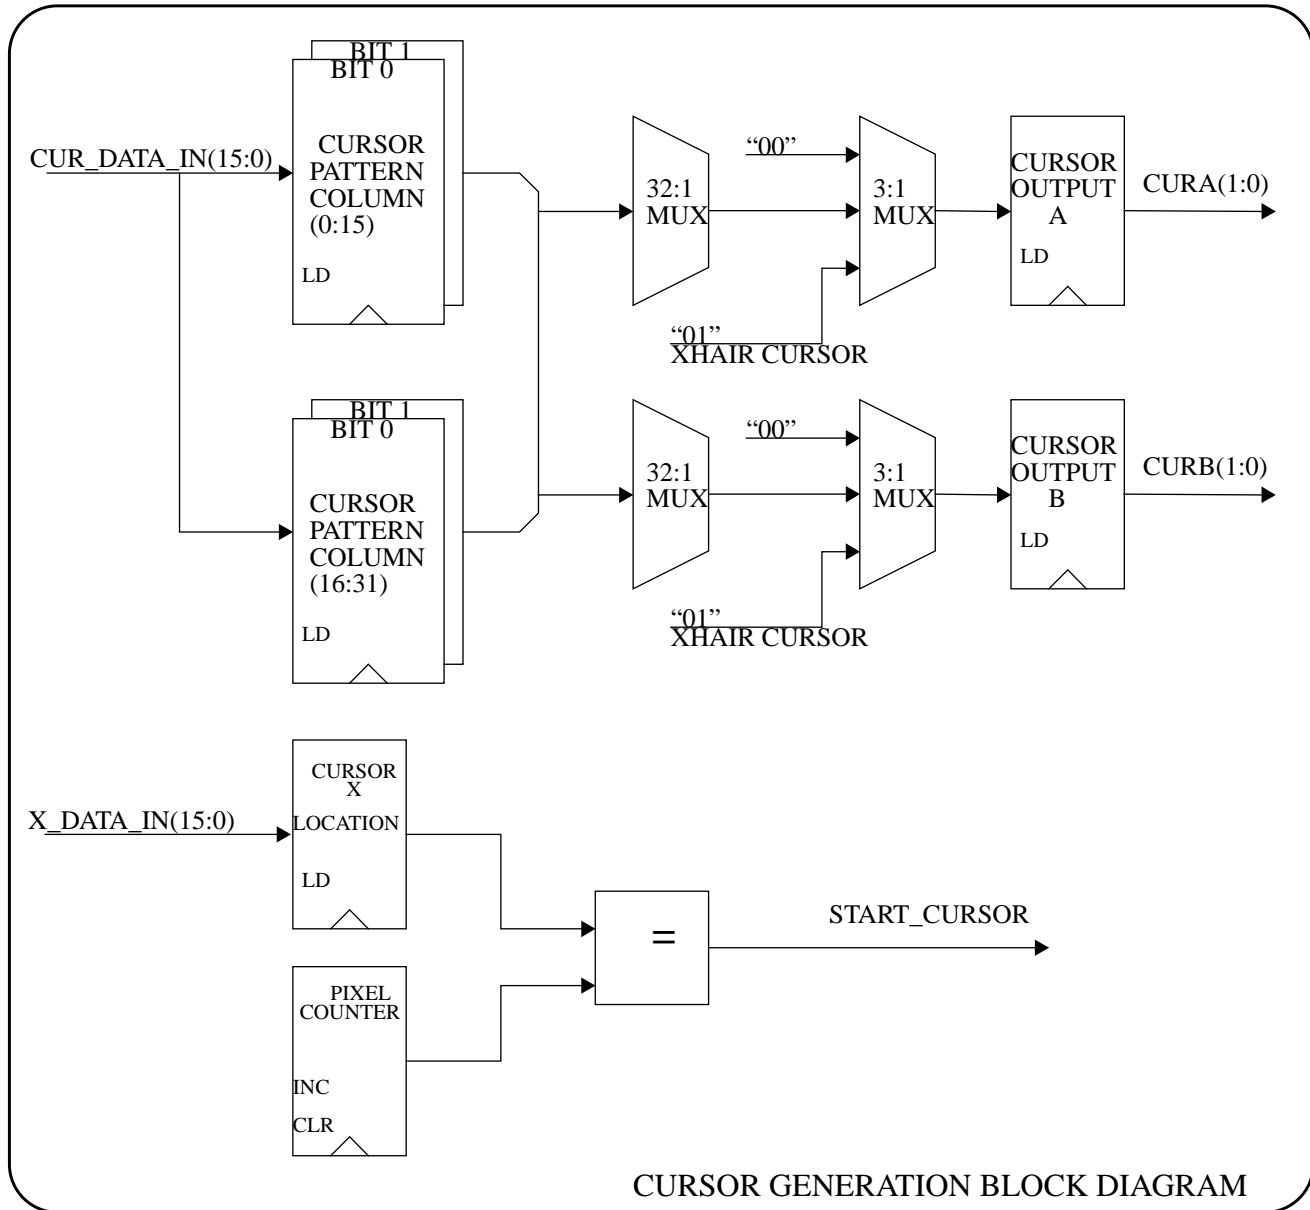 BIT 1
BIT 0
CURSOR
PATTERN
COLUMN
(0:15)
LD
CUR_DATA_IN(15:0)
32:1
MUX
“00”
3:1
MUX
“01”
XHAIR CURSOR
CURSOR
OUTPUT
A
LD
CURA(1:0)
BIT 1
BIT 0
CURSOR
PATTERN
COLUMN
(16:31)
LD
32:1
MUX
“00”
3:1
MUX
“01”
XHAIR CURSOR
CURSOR
OUTPUT
B
LD
CURB(1:0)
X_DATA_IN(15:0)
CURSOR
X
LOCATION
LD
PIXEL
COUNTER
INC
CLR
=
START_CURSOR
CURSOR GENERATION BLOCK DIAGRAM